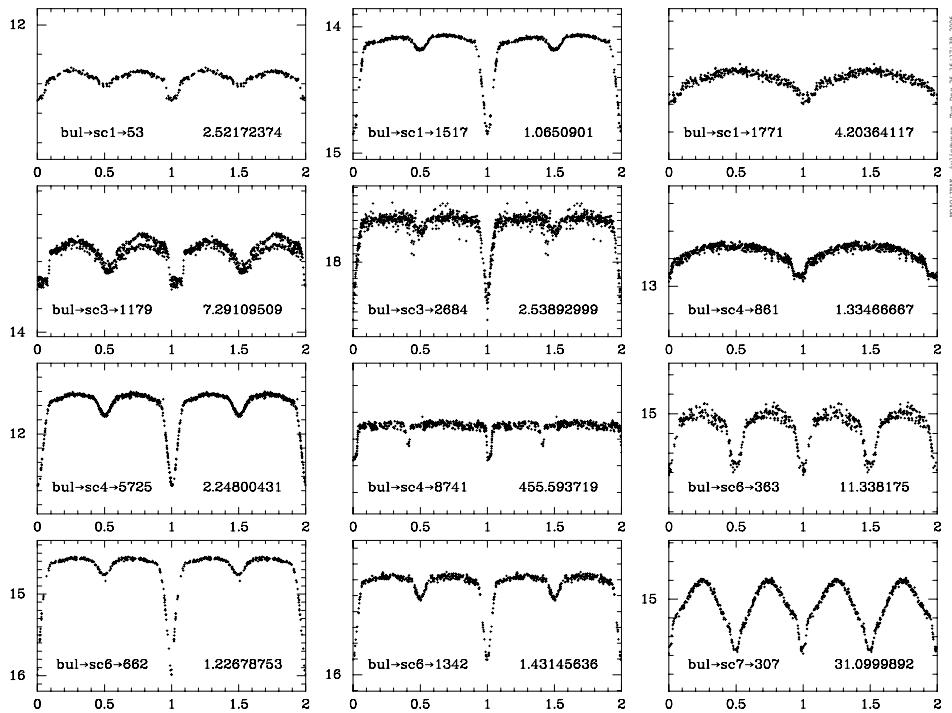 12
bul→sc1→53 2.52172374
0 0.5 1 1.5 2
14
15
bul→sc1→1517 1.0650901
0 0.5 1 1.5 2
bul→sc1→1771 4.20364117
0 0.5 1 1.5 2
14
bul→sc3→1179 7.29109509
0 0.5 1 1.5 2
18
bul→sc3→2684 2.53892999
0 0.5 1 1.5 2
13
bul→sc4→861 1.33466667
0 0.5 1 1.5 2
12
bul→sc4→5725 2.24800431
0 0.5 1 1.5 2
bul→sc4→8741 455.593719
0 0.5 1 1.5 2
15
bul→sc6→363 11.338175
0 0.5 1 1.5 2
15
16
bul→sc6→662 1.22678753
0 0.5 1 1.5 2
16
bul→sc6→1342 1.43145636
0 0.5 1 1.5 2
15
bul→sc7→307 31.0999892
0 0.5 1 1.5 2